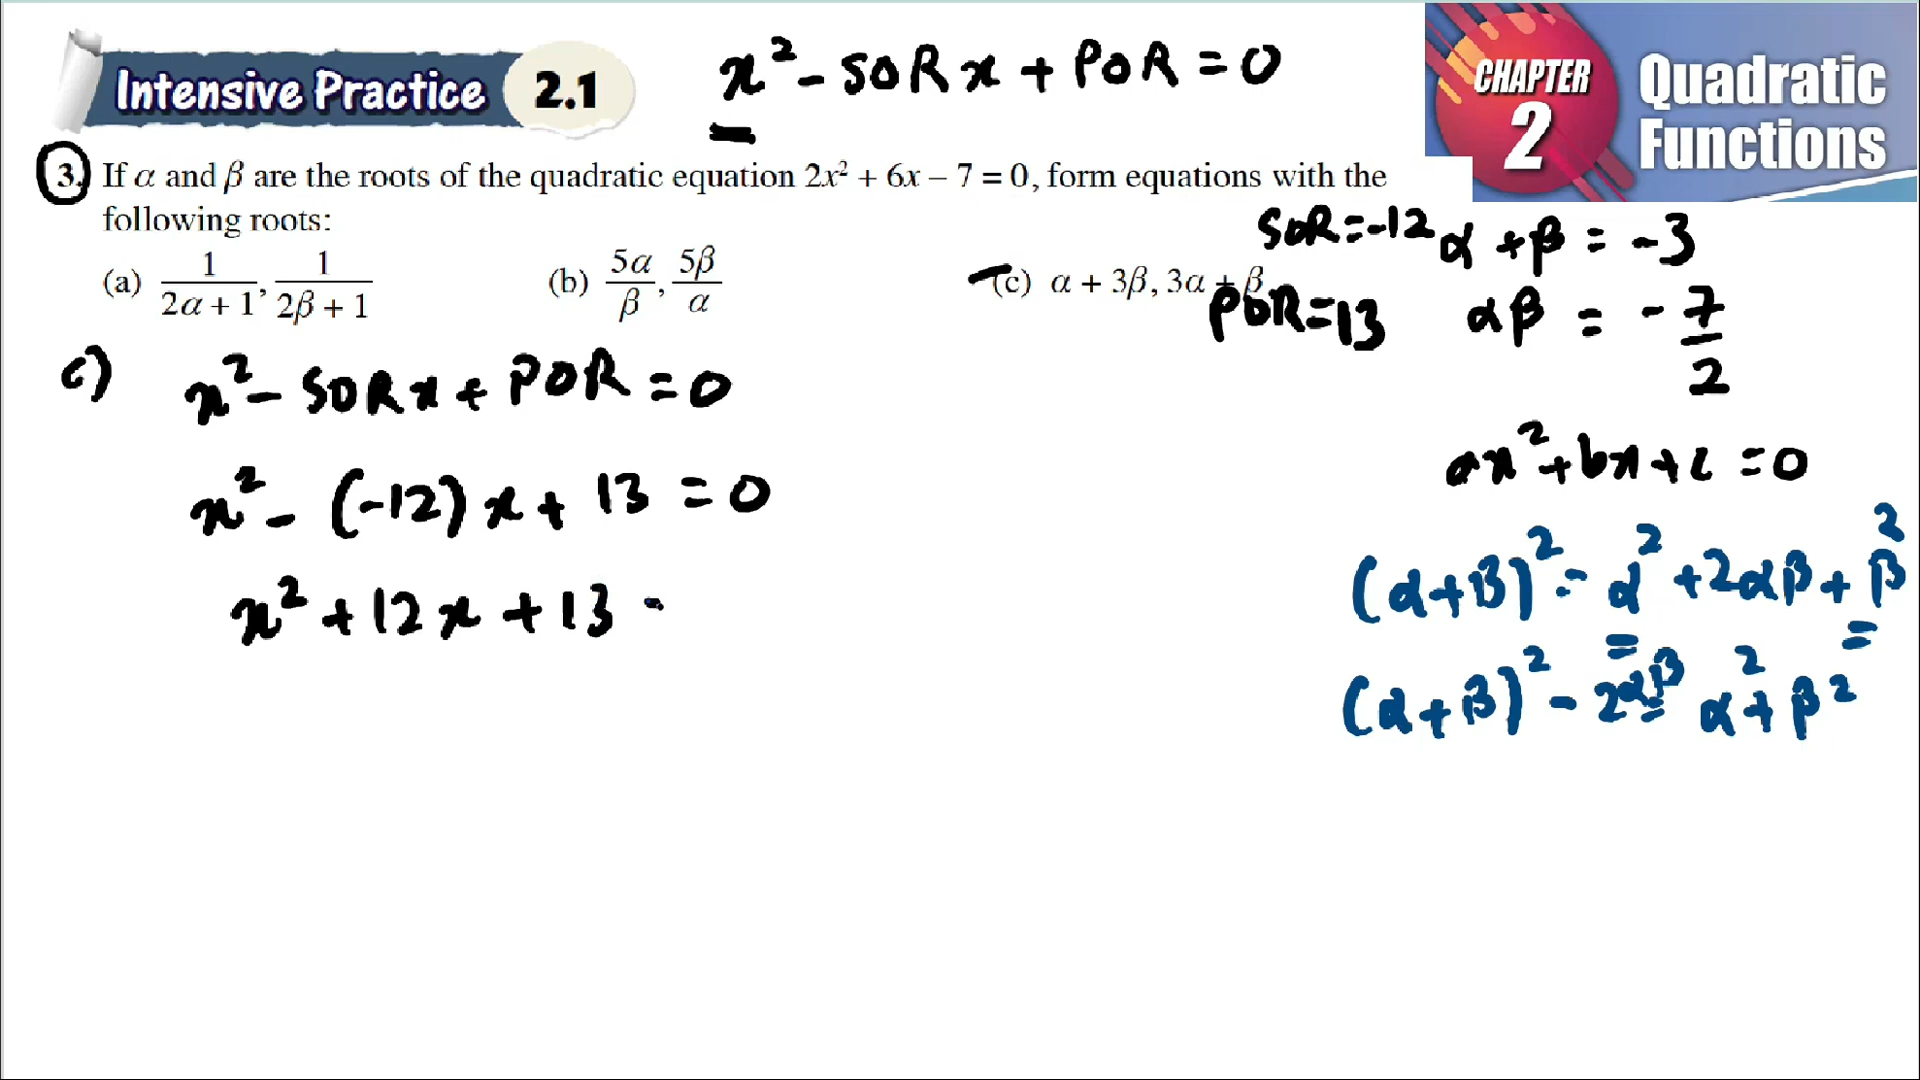 Intensive Practice 2.1
x² - SORx + POR = 0
CHAPTER 2
Quadratic Functions
3. If α and β are the roots of the quadratic equation 2x² + 6x – 7 = 0, form equations with the
following roots:
(a) 1/(2α + 1), 1/(2β + 1) (b) 5α/β, 5β/α (c) α + 3β, 3α + β
SOR = -12
α + β = -3
POR = 13
αβ = -7/2
c) x² - SORx + POR = 0
ax² + bx + c = 0
x² - (-12)x + 13 = 0
(α+β)² = α² + 2αβ + β²
x² + 12x + 13
(α+β)² - 2αβ = α² + β²